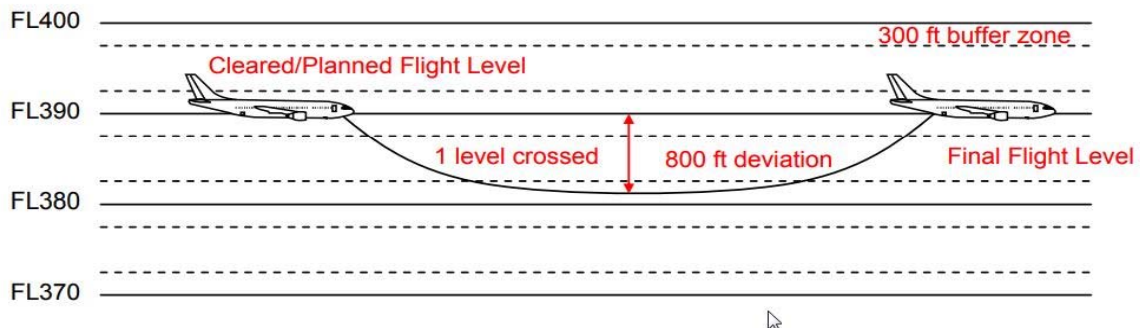 FL400
300 ft buffer zone
Cleared/Planned Flight Level
FL390
1 level crossed
800 ft deviation
Final Flight Level
FL380
FL370